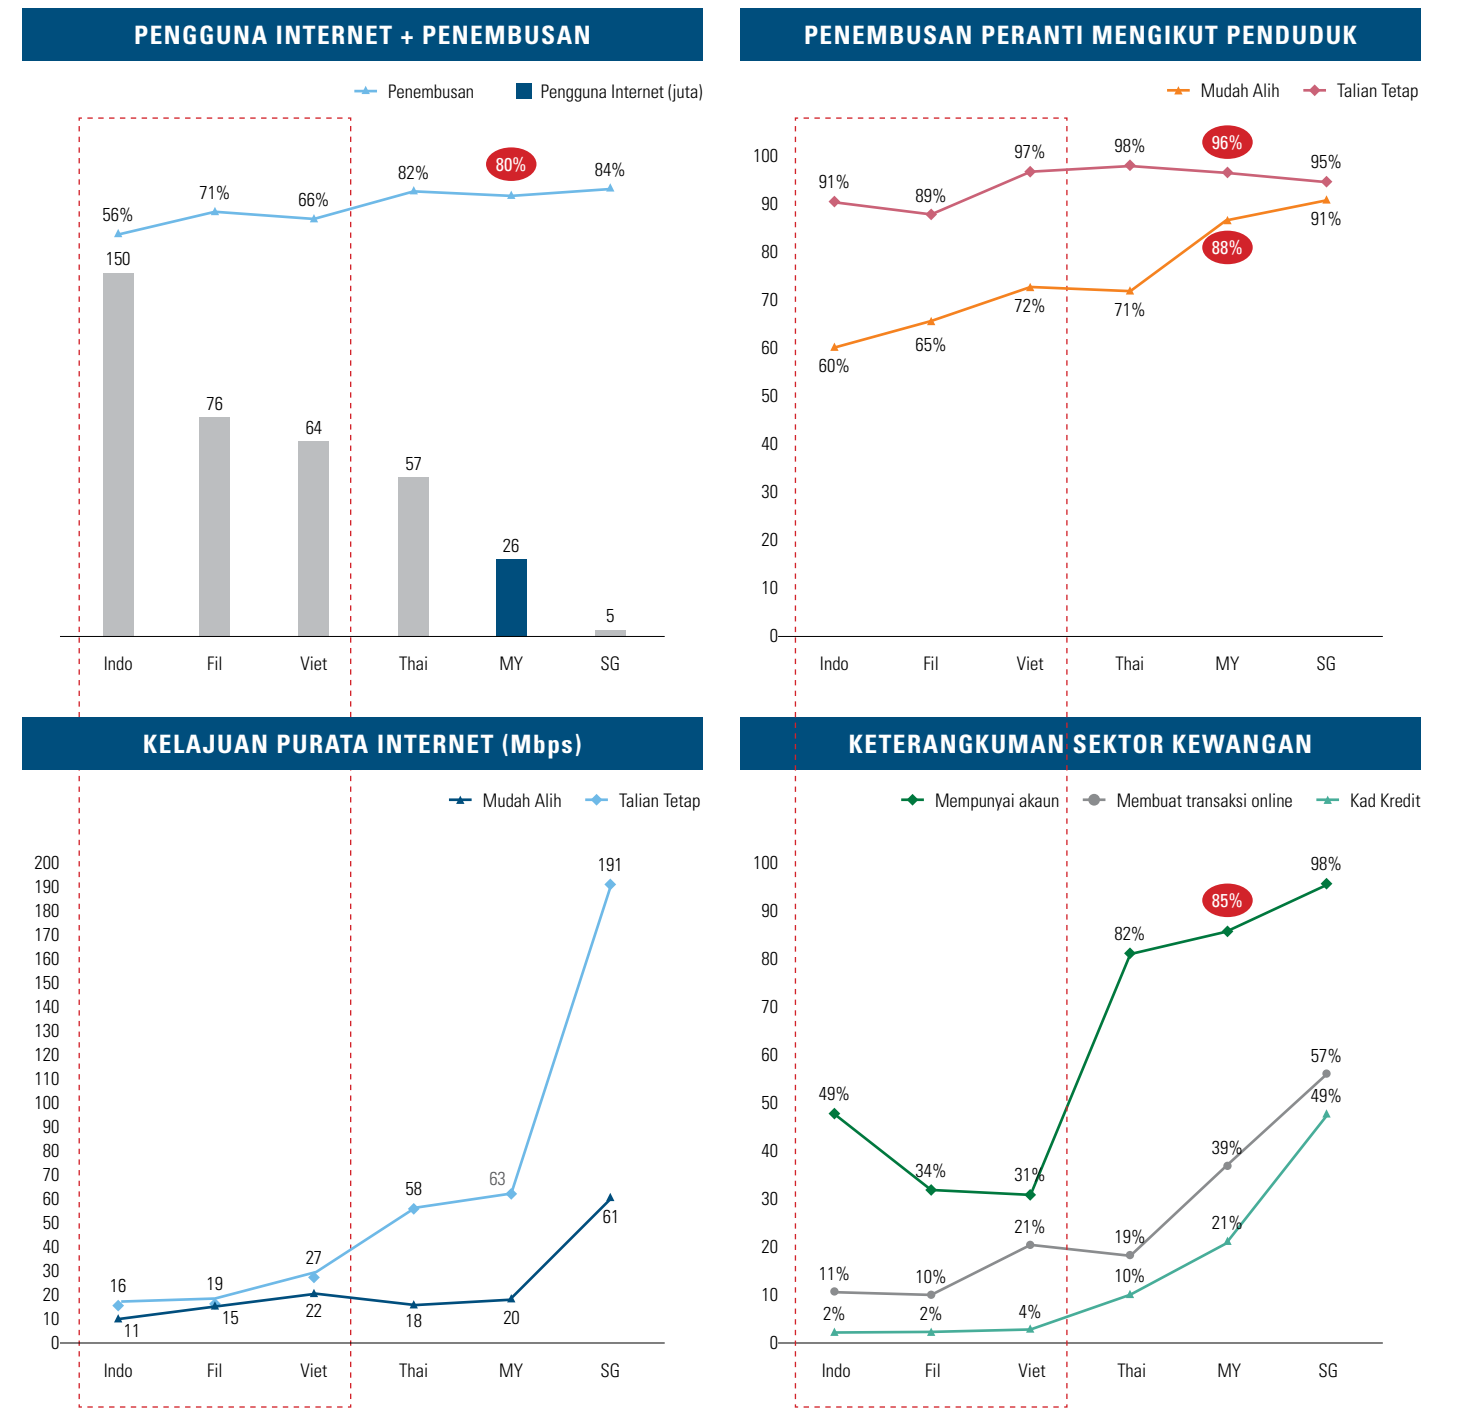 PENGGUNA INTERNET + PENEMBUSAN
Penembusan Pengguna Internet (juta)
56% 71% 66% 82% 80% 84%
150 76 64 57 26 5
Indo Fil Viet Thai MY SG
PENEMBUSAN PERANTI MENGIKUT PENDUDUK
Mudah Alih Talian Tetap
100
90
80
70
60
50
40
30
20
10
0
91% 89% 97% 98% 96% 95%
60% 65% 72% 71% 88% 91%
Indo Fil Viet Thai MY SG
KELAJUAN PURATA INTERNET (Mbps)
Mudah Alih Talian Tetap
200
190
180
170
160
150
140
130
120
110
100
90
80
70
60
50
40
30
20
10
0
16 19 27 58 63 191
11 15 22 18 20 61
Indo Fil Viet Thai MY SG
KETERANGKUMAN SEKTOR KEWANGAN
Mempunyai akaun Membuat transaksi online Kad Kredit
100
90
80
70
60
50
40
30
20
10
0
49% 34% 31% 82% 85% 98%
11% 10% 21% 19% 39% 57%
2% 2% 4% 10% 21% 49%
Indo Fil Viet Thai MY SG